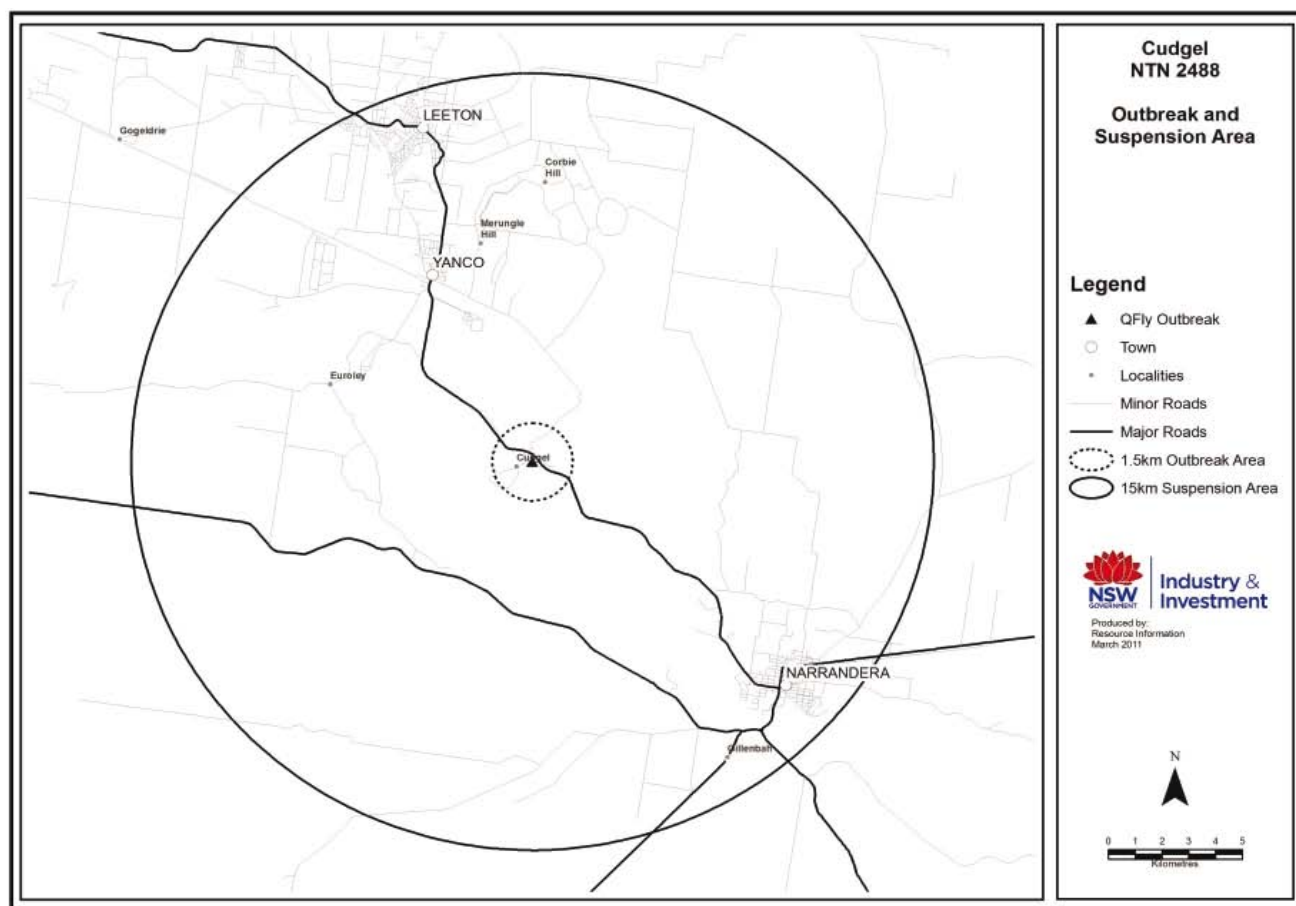 LEETON
Gogeldrie
Corbie
Hill
Merungle
Hill
YANCO
Euroley
Cudgel
NARRANDERA
Gillenbah
Cudgel
NTN 2488
Outbreak and
Suspension Area
Legend
QFly Outbreak
Town
Localities
Minor Roads
Major Roads
1.5km Outbreak Area
15km Suspension Area
NSW
GOVERNMENT
Industry &
Investment
Produced by:
Resource Information
March 2011
N
0 1 2 3 4 5
Kilometres